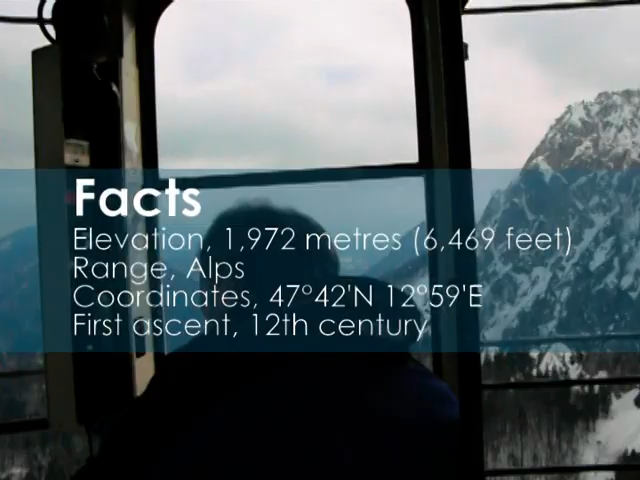 Facts
Elevation, 1,972 metres (6,469 feet)
Range, Alps
Coordinates, 47°42'N 12°59'E
First ascent, 12th century